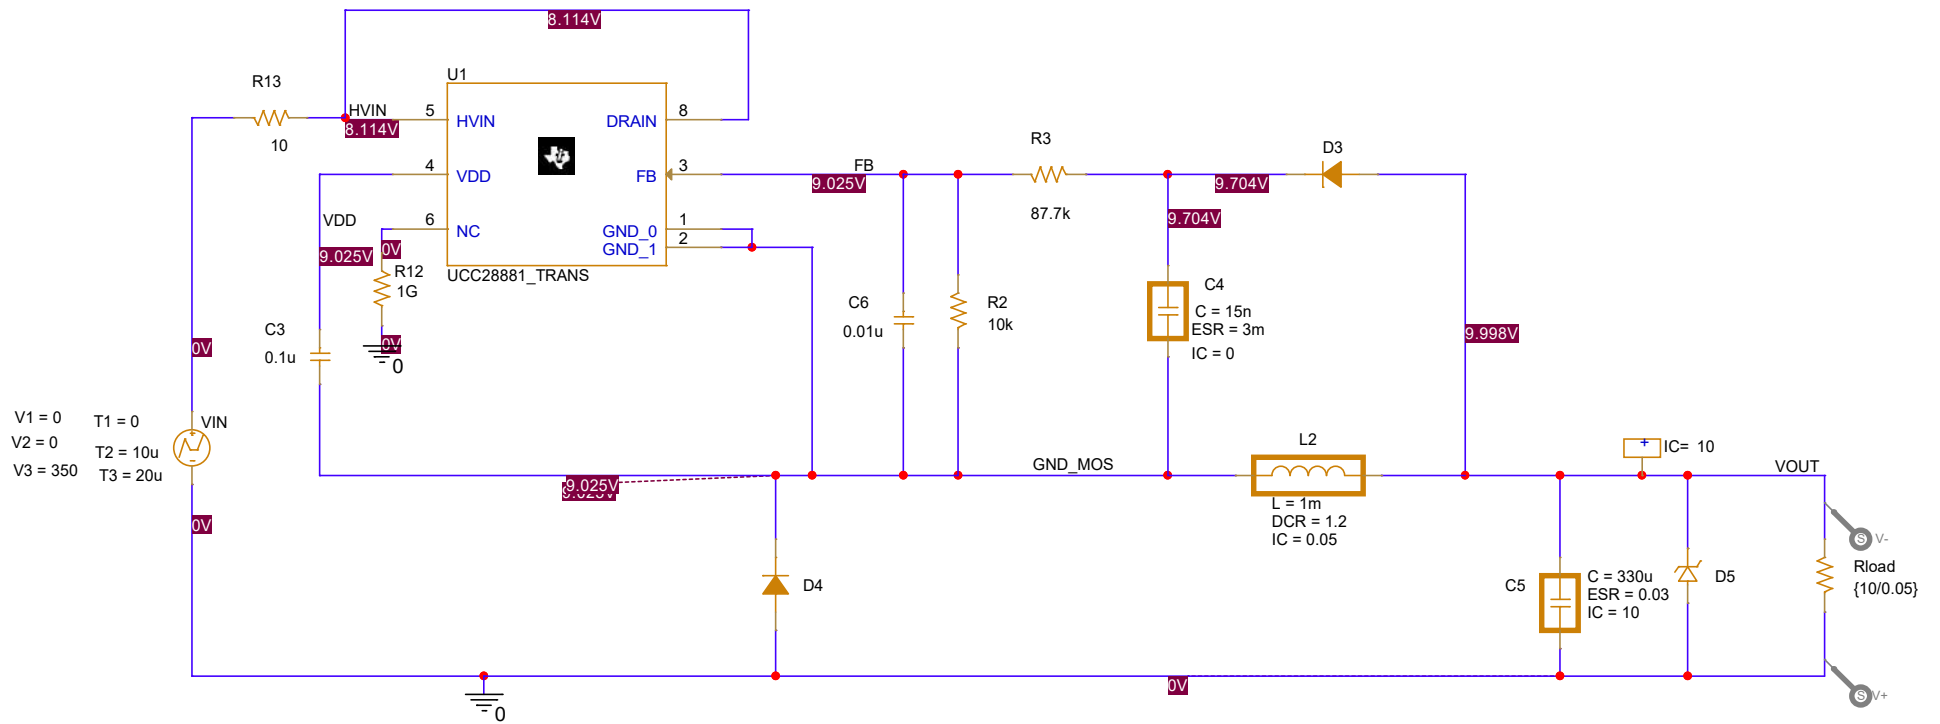 8.114V
U1
R13
10
HVIN
8.114V
5
HVIN
DRAIN
8
4
VDD
FB
3
FB
9.025V
R3
87.7k
9.704V
D3
9.704V
VDD
9.025V
6
NC
0V
R12
1G
0V
0
GND_0
1
GND_1
2
UCC28881_TRANS
C3
0.1u
C6
0.01u
R2
10k
C4
C = 15n
ESR = 3m
IC = 0
9.998V
0V
V1 = 0
V2 = 0
V3 = 350
T1 = 0
T2 = 10u
T3 = 20u
VIN
+
-
0V
9.025V
9.025V
GND_MOS
L2
L = 1m
DCR = 1.2
IC = 0.05
+
IC= 10
VOUT
D4
C5
C = 330u
ESR = 0.03
IC = 10
D5
S
V-
Rload
{10/0.05}
S
V+
0V
0